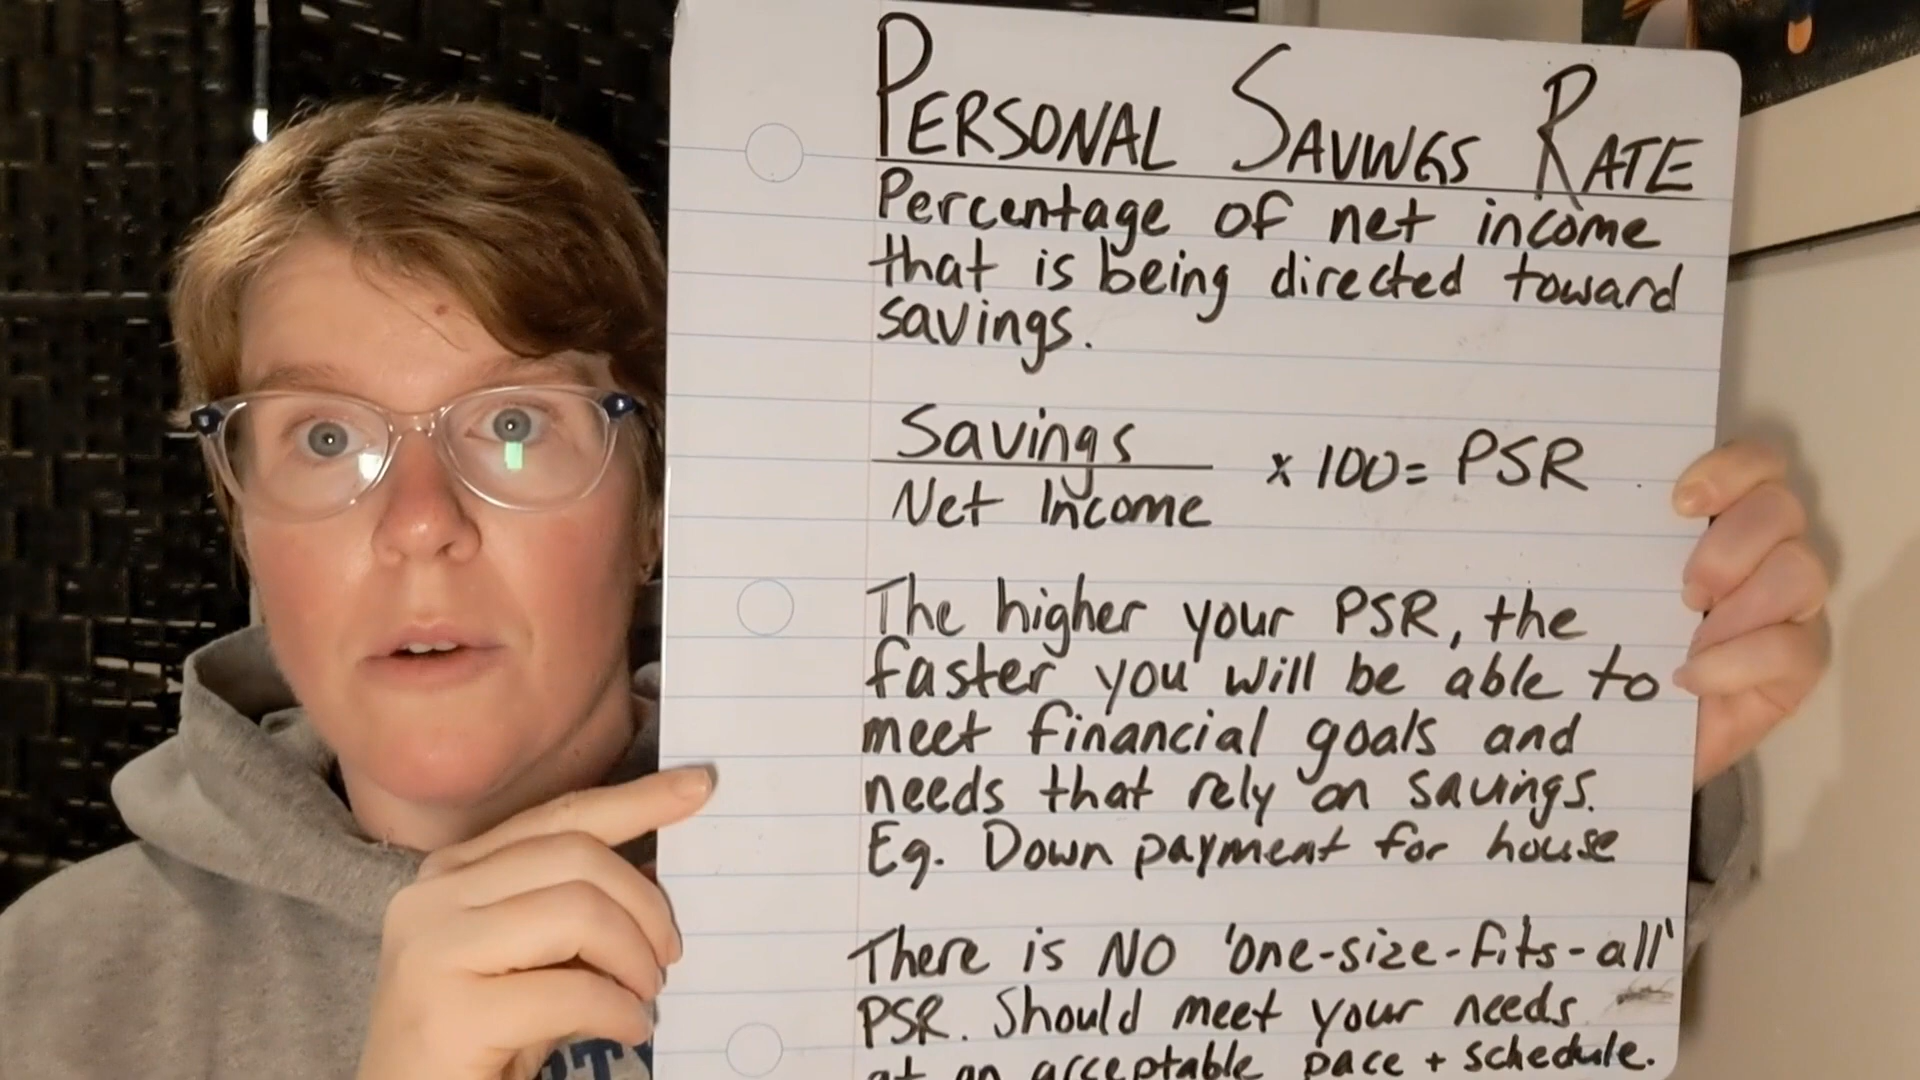 PERSONAL SAVINGS RATE
Percentage of net income
that is being directed toward
savings.
Savings
Net Income
x 100 = PSR
The higher your PSR, the
faster you will be able to
meet financial goals and
needs that rely on savings.
Eg. Down payment for house
There is NO 'one-size-fits-all'
PSR. Should meet your needs
at an acceptable pace + schedule.